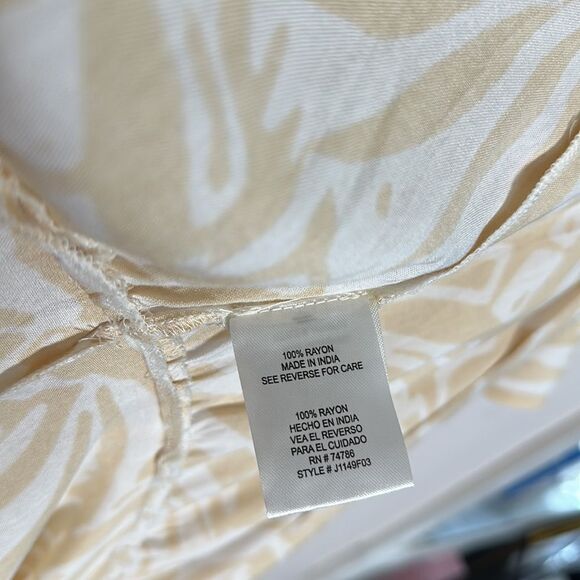 100% RAYON
MADE IN INDIA
SEE REVERSE FOR CARE
100% RAYON
HECHO EN INDIA
VEA EL REVERSO
PARA EL CUIDADO
RN # 74786
STYLE # J1149F03